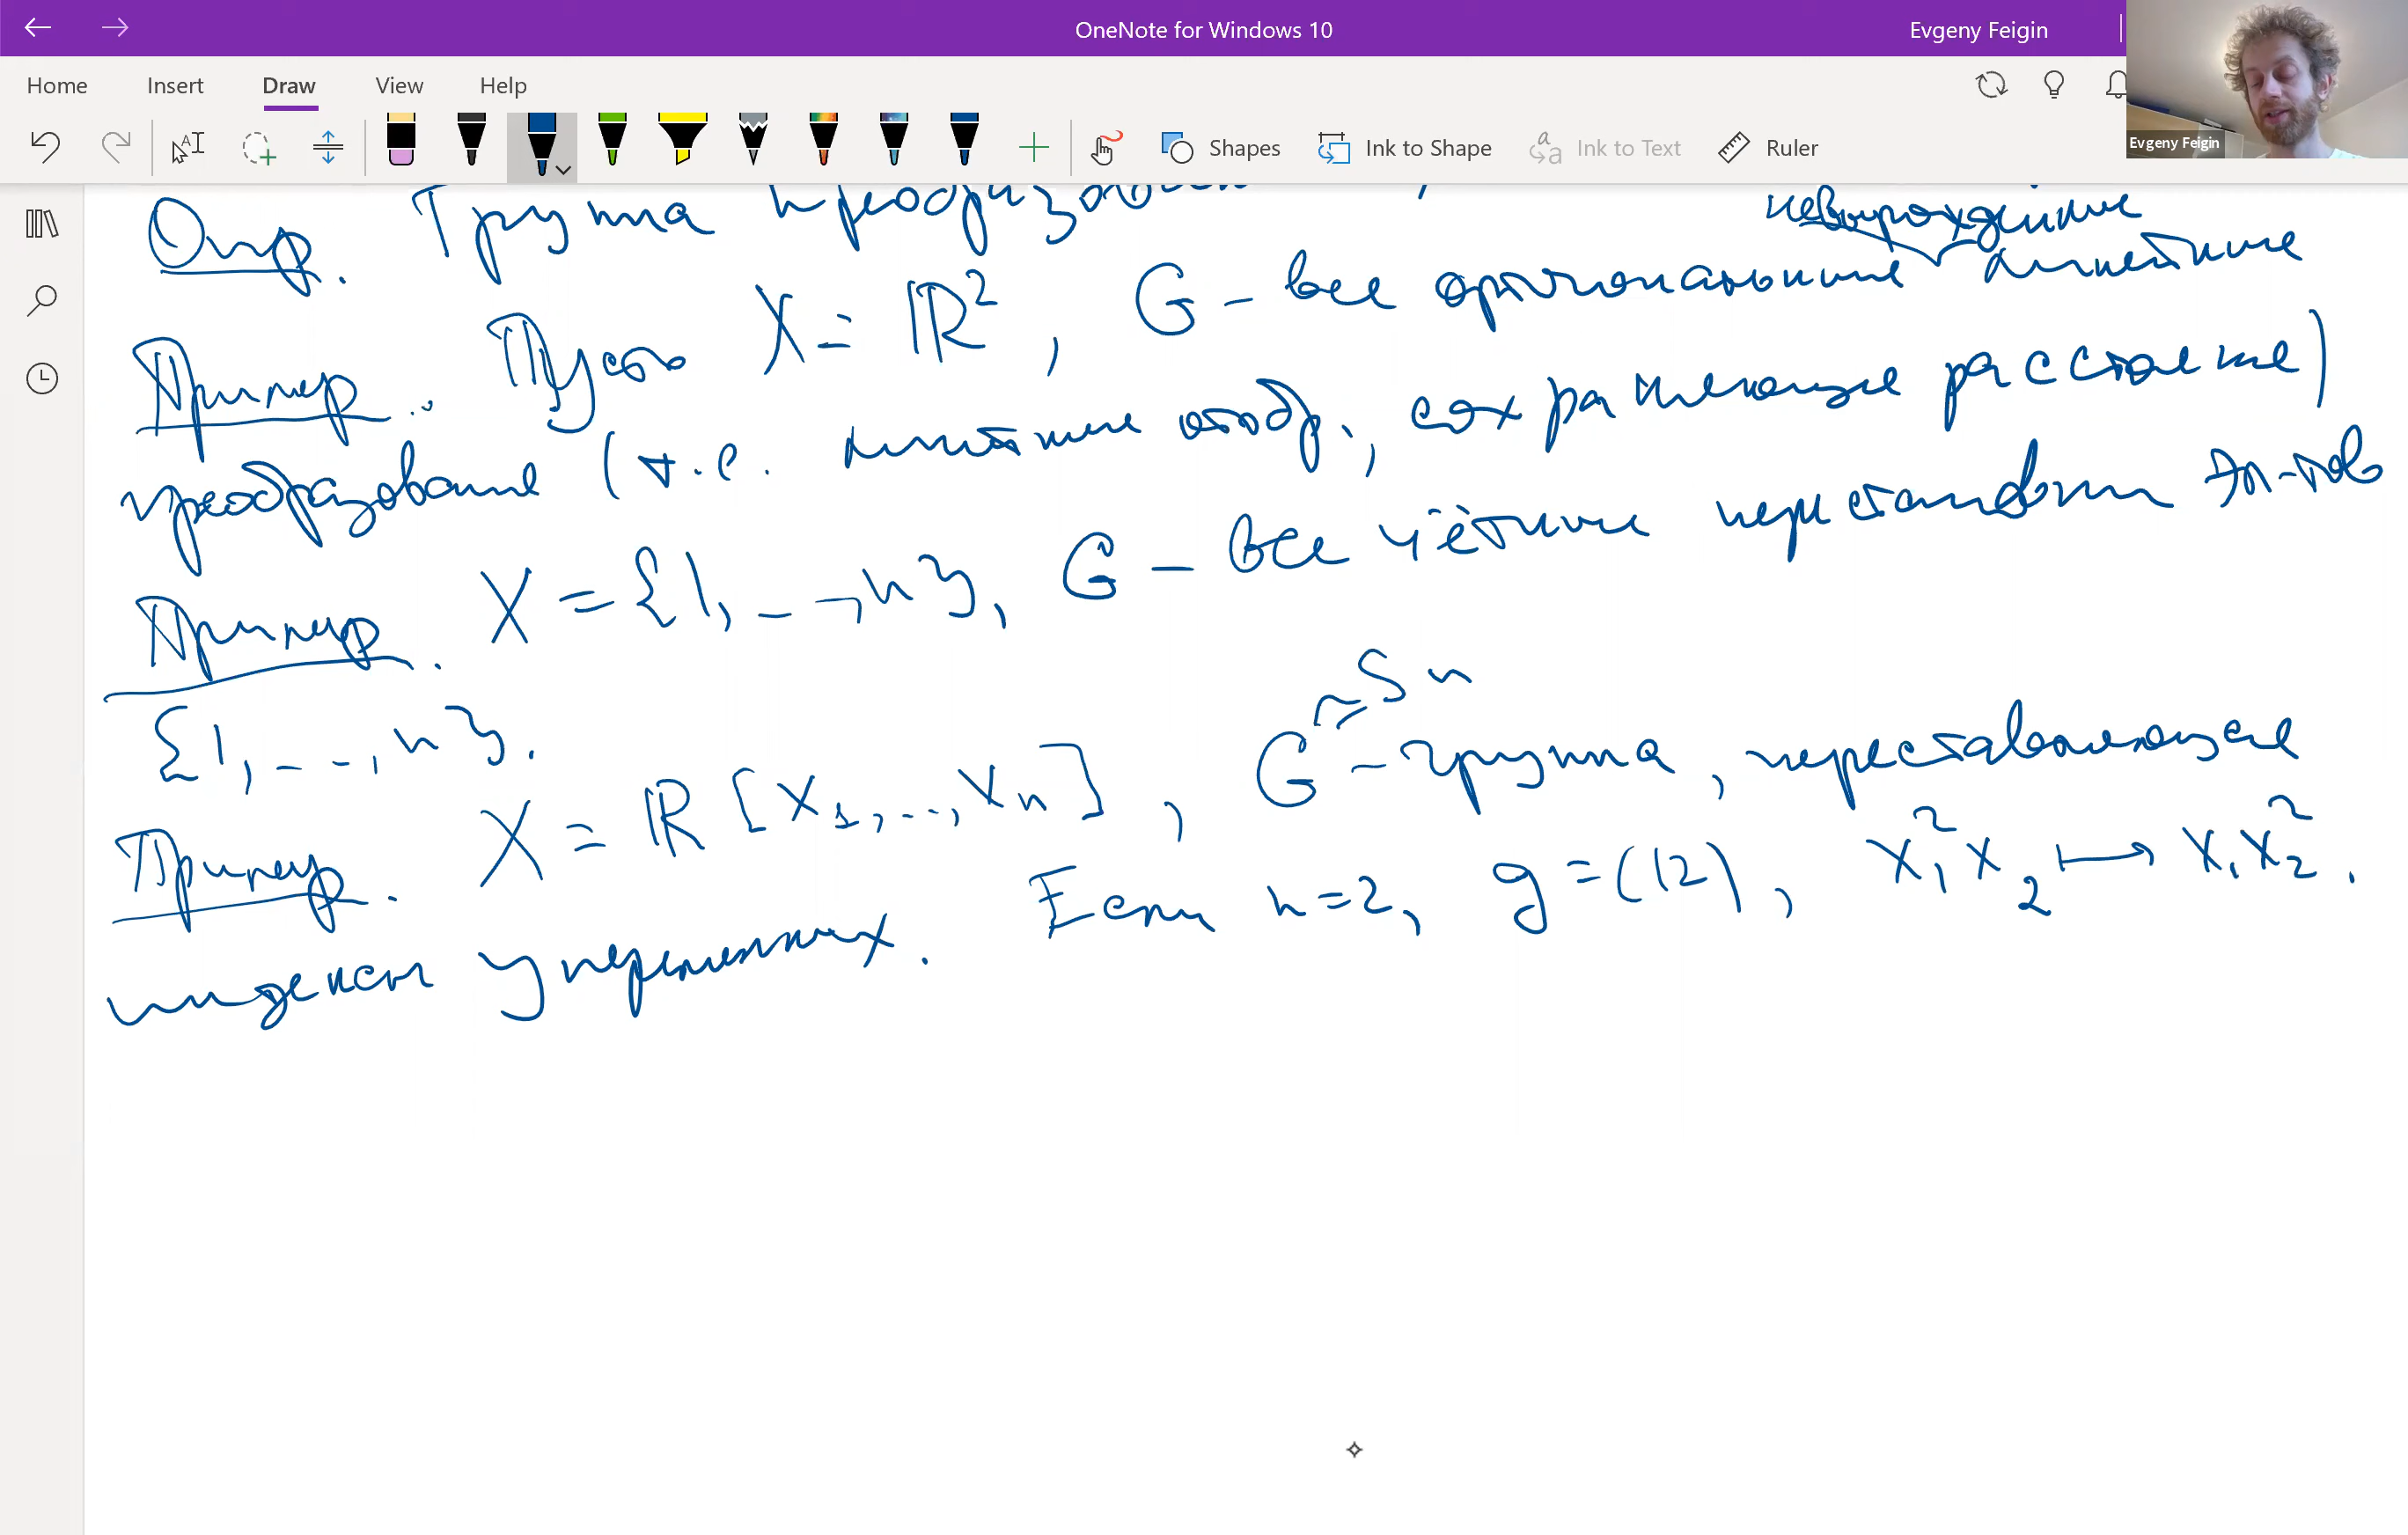 OneNote for Windows 10
Evgeny Feigin
Home Insert Draw View Help
Shapes Ink to Shape Ink to Text Ruler
Evgeny Feigin
Опр. Группа
невырожденные
Пример. Пусть X = ℝ², G – все ортогональные линейные
преобразование (т.е. линейные отобр., сохраняющие расстояние)
Пример. X = {1, ..., n}, G – все чётные перестановки эл-тов
{1, ..., n}.
≃ Sn
Пример. X = ℝ[x₁, ..., xₙ], G – группа, переставляющая
индексы у переменных. Если n=2, g=(12), x₁²x₂ ↦ x₁x₂².